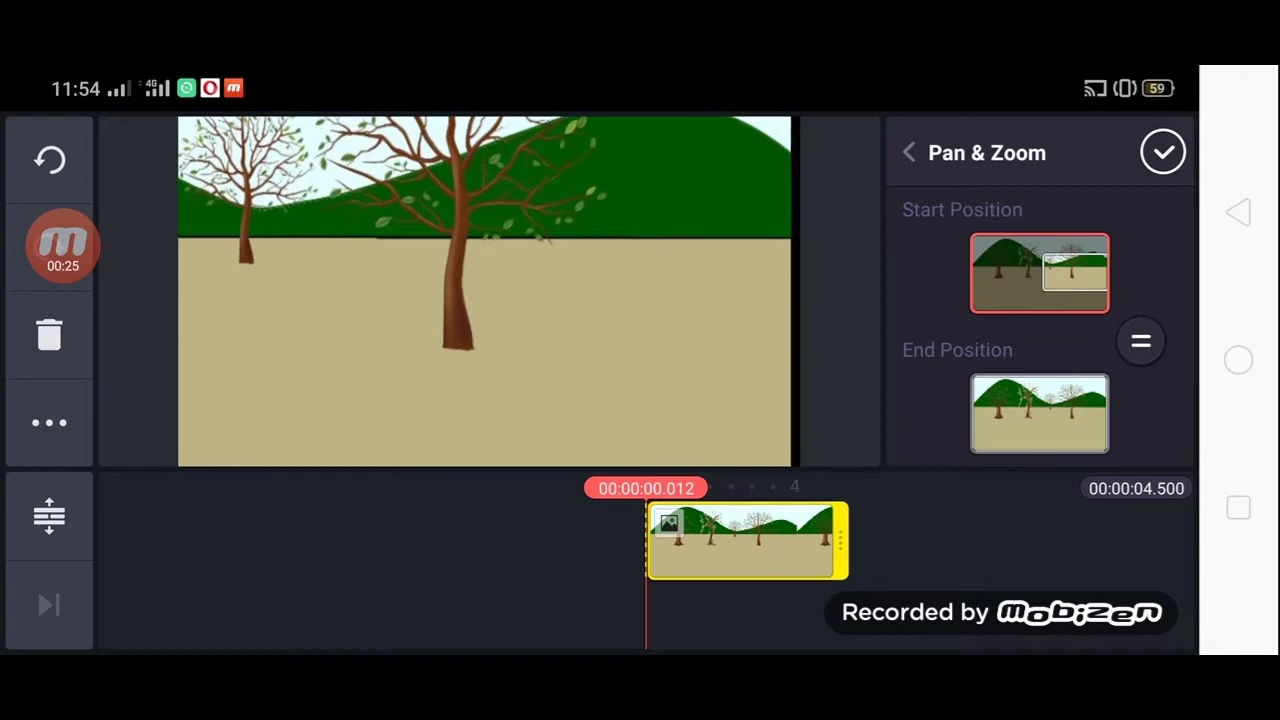 11:54
4G
59
Pan & Zoom
Start Position
m
00:25
End Position
00:00:00.012
4
00:00:04.500
Recorded by mobizen